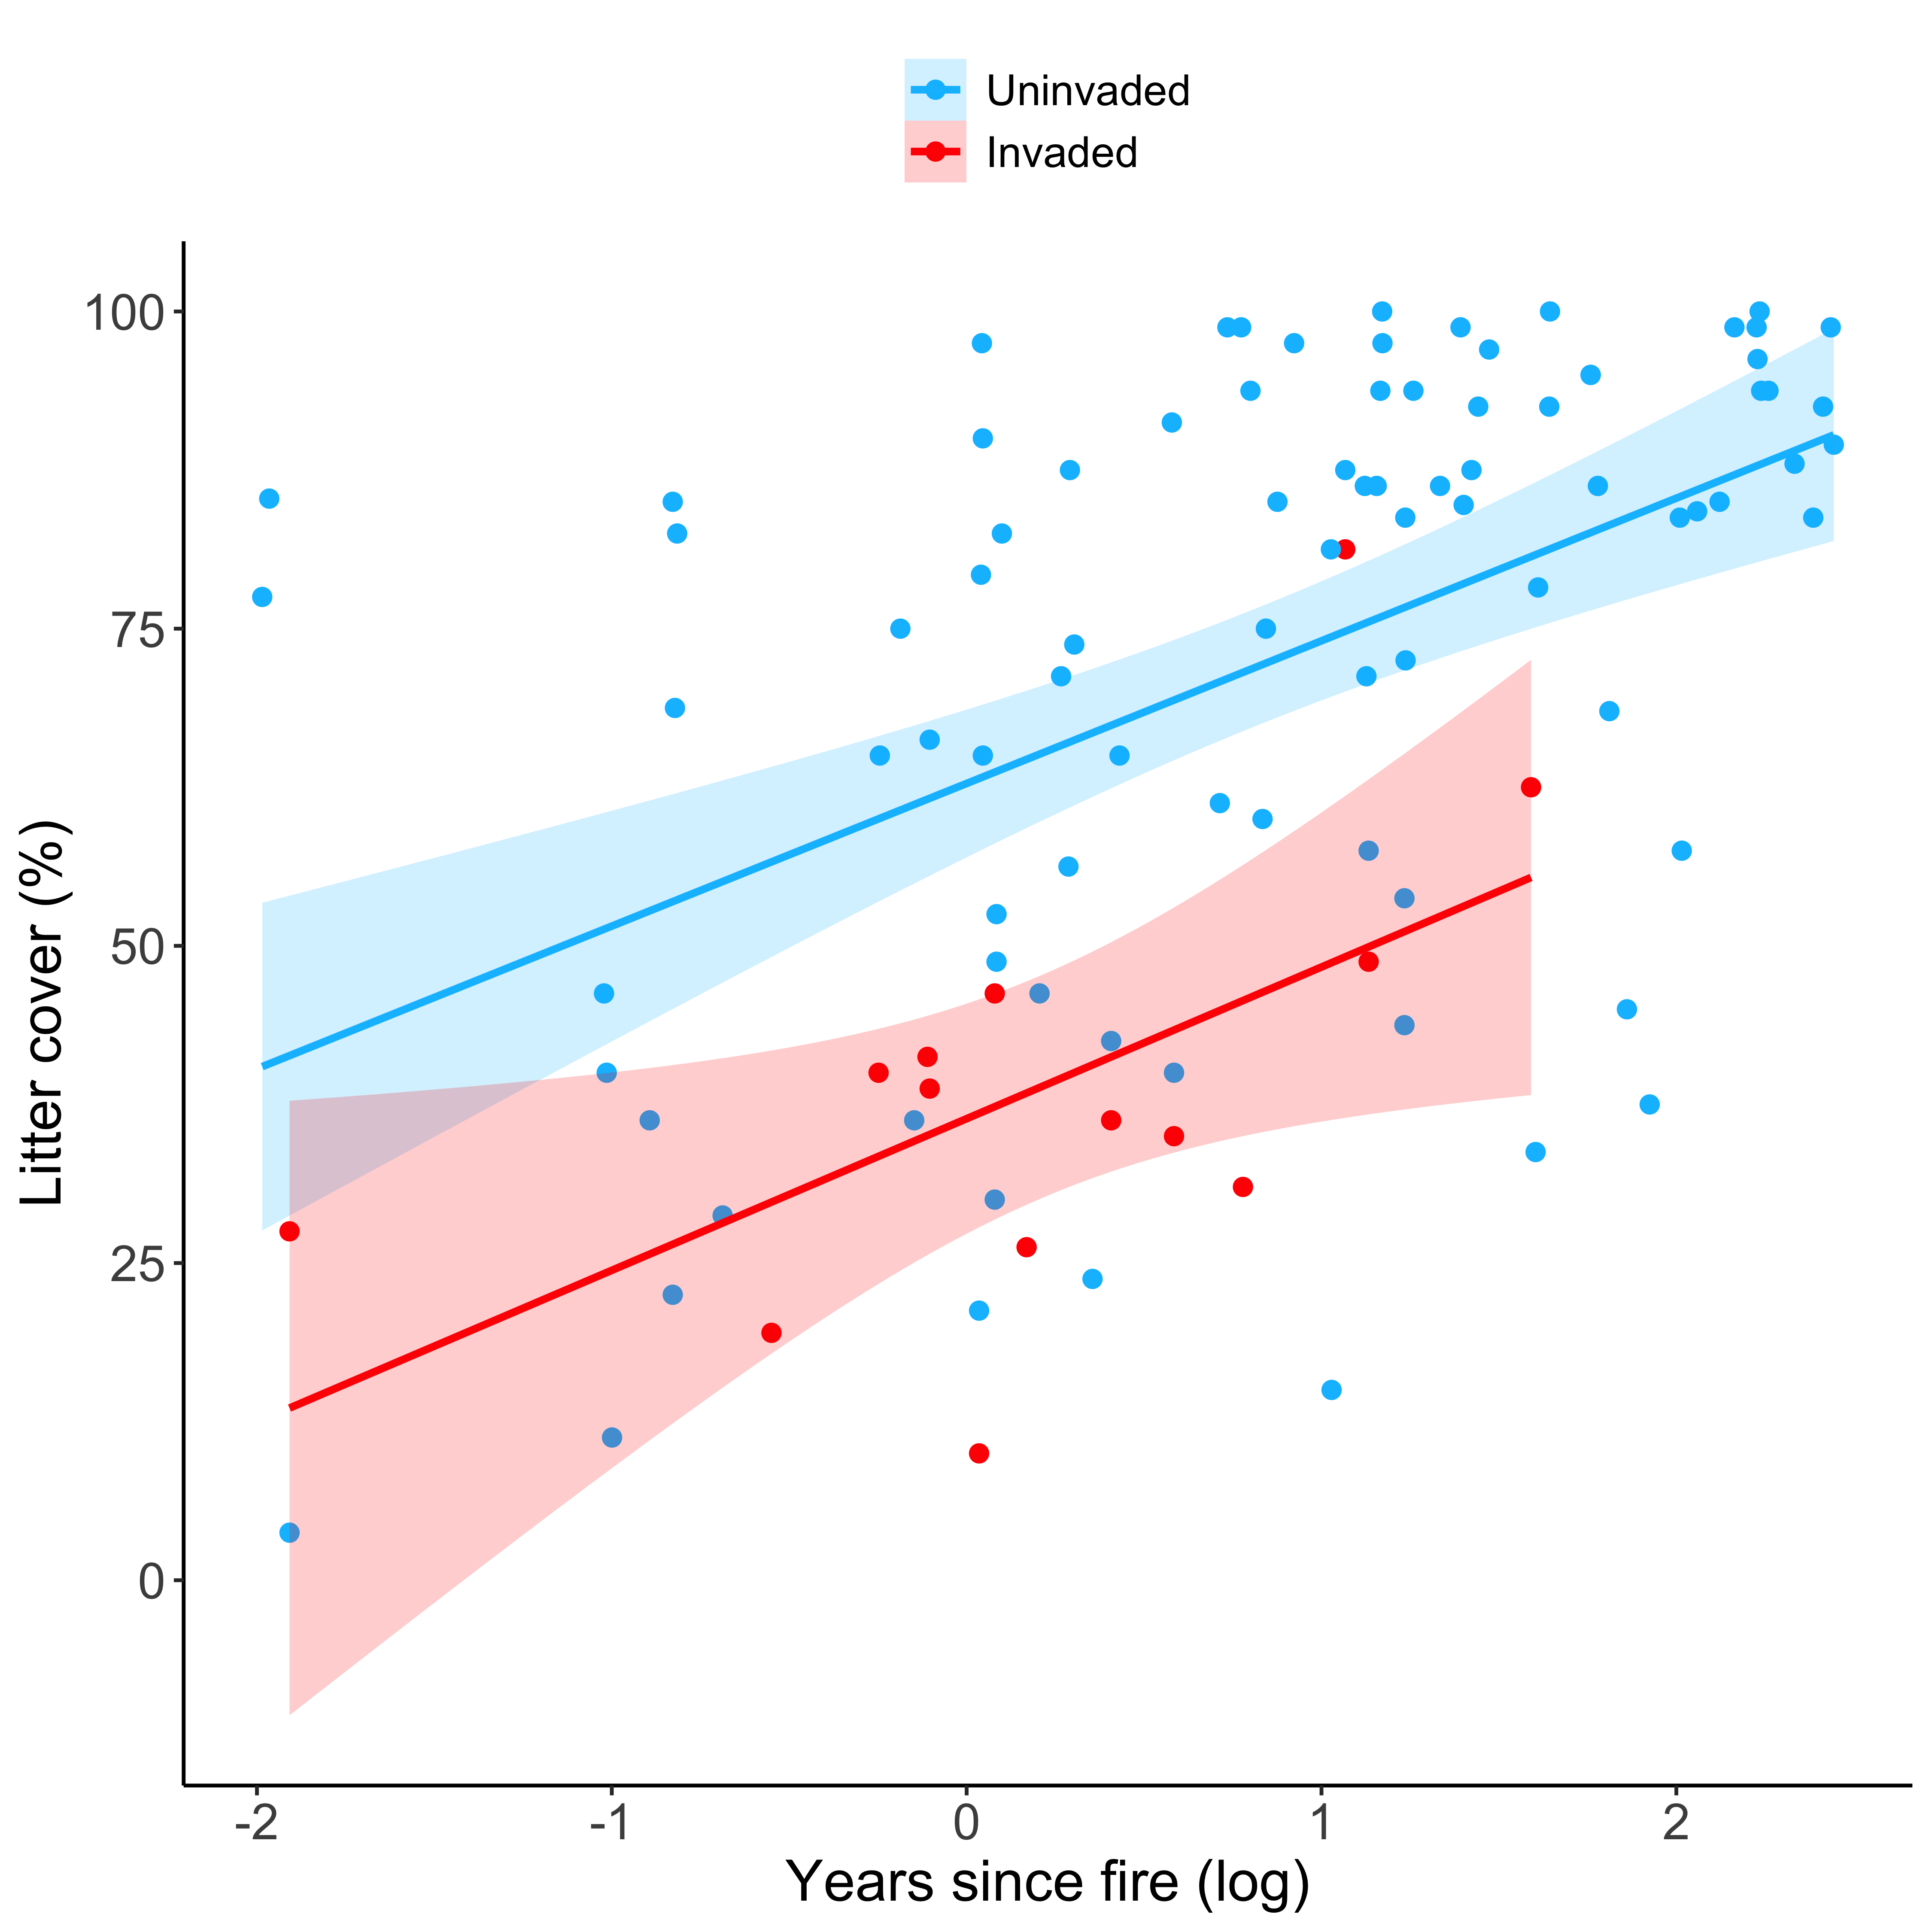 Uninvaded
Invaded
100
75
50
25
0
Litter cover (%)
-2 -1 0 1 2
Years since fire (log)